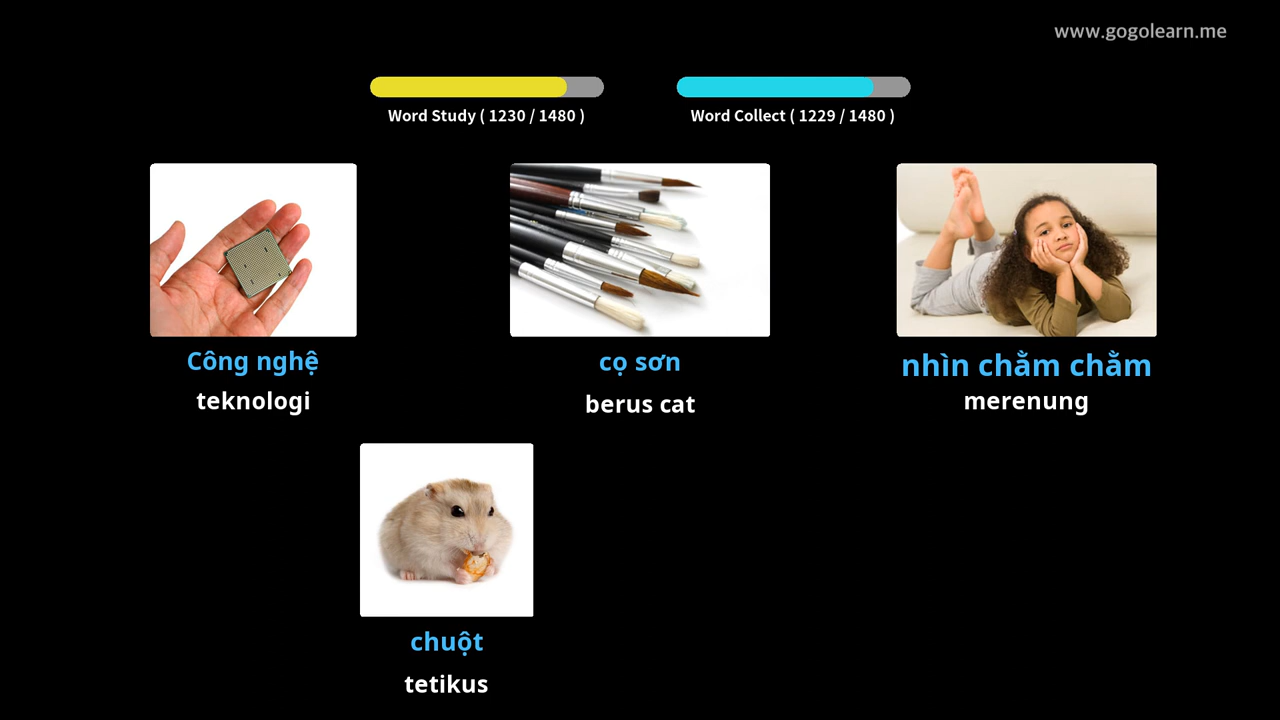 www.gogolearn.me
Word Study ( 1230 / 1480 )
Word Collect ( 1229 / 1480 )
Công nghệ
teknologi
cọ sơn
berus cat
nhìn chằm chằm
merenung
chuột
tetikus